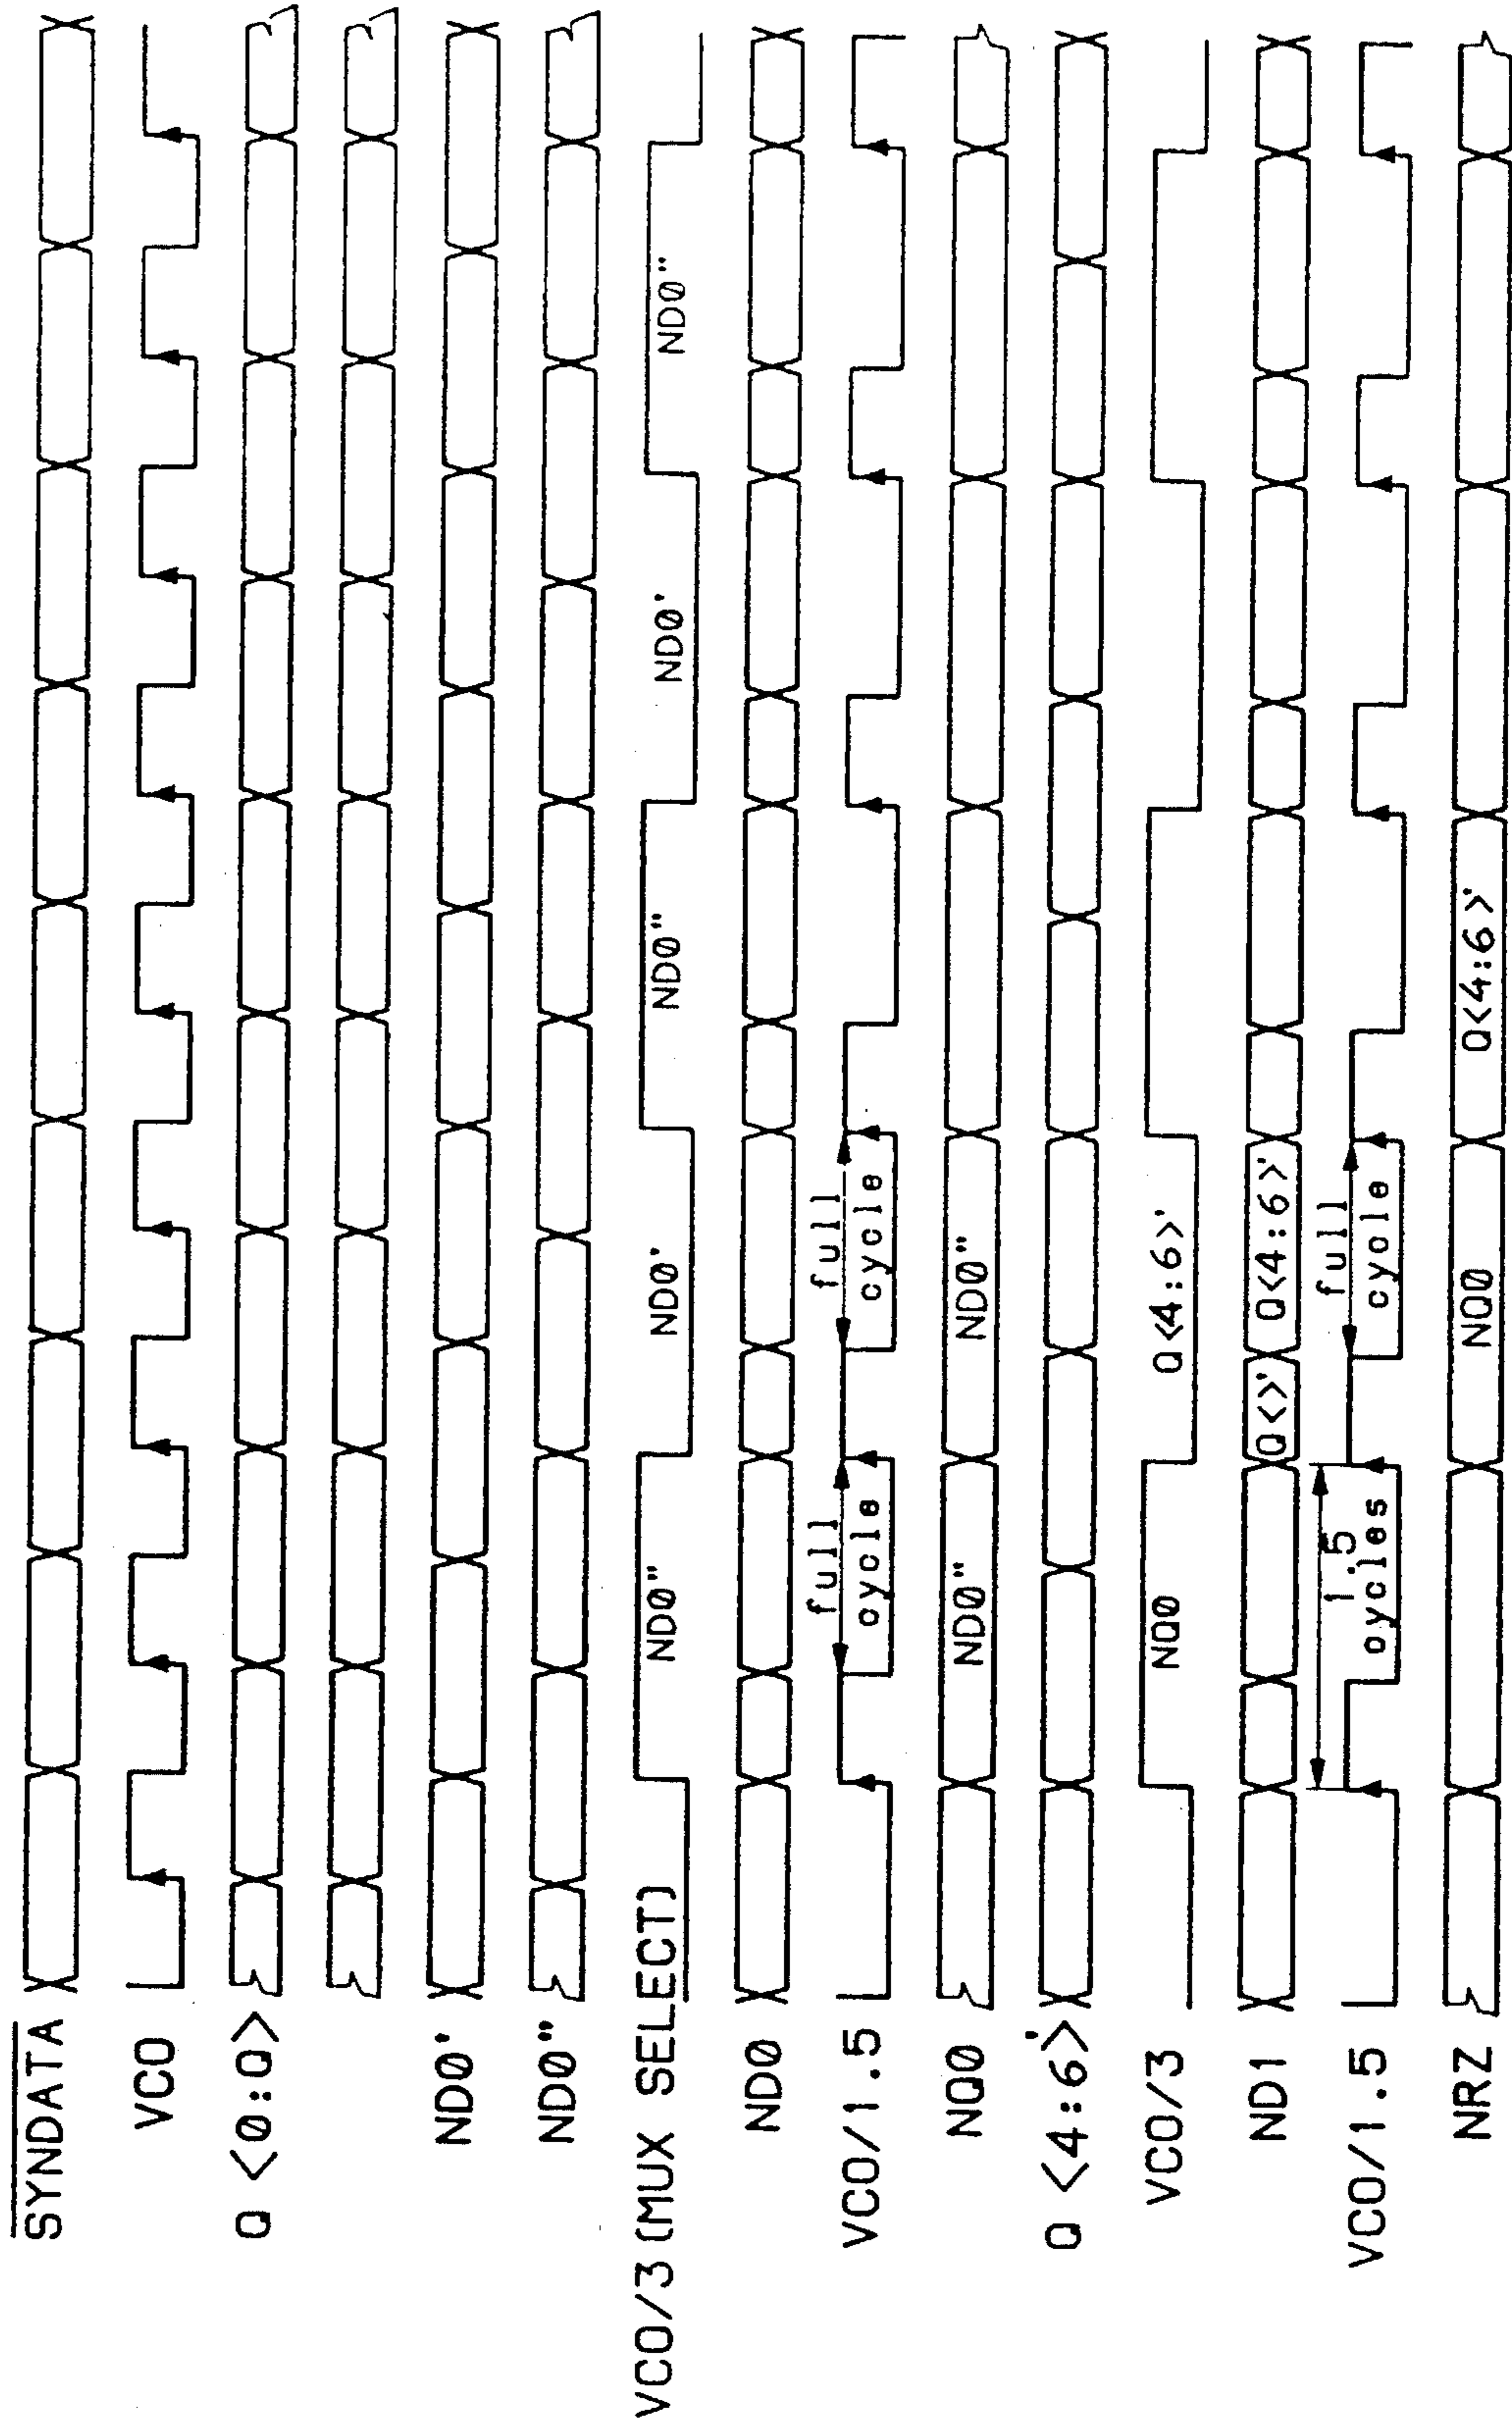 SYNDATA
VCO
Q <0:Q>
ND0'
ND0"
VCO/3 (MUX SELECT)
ND0" ND0' ND0" ND0' ND0"
ND0
VCO/1.5
full cycle
full cycle
NQ0
ND0" ND0"
Q <4:6>'
VCO/3
NQ0 Q<4:6>'
ND1
Q<>' Q<4:6>'
VCO/1.5
1.5 cycles
full cycle
NRZ
NQ0 Q<4:6>'